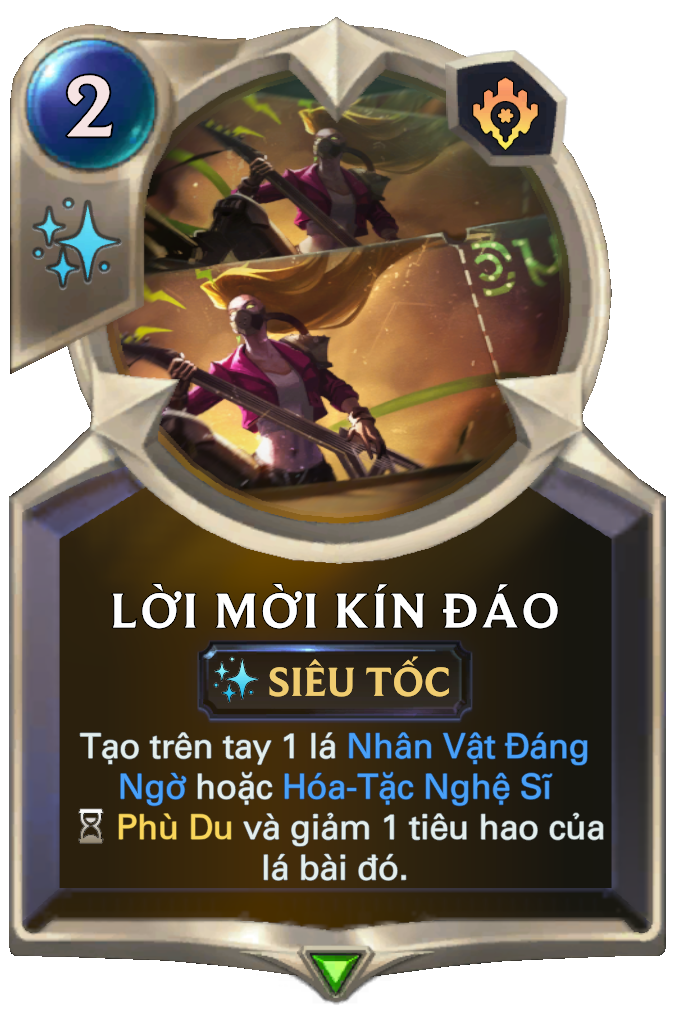 2
LỜI MỜI KÍN ĐÁO
SIÊU TỐC
Tạo trên tay 1 lá Nhân Vật Đáng
Ngờ hoặc Hóa-Tặc Nghệ Sĩ
Phù Du và giảm 1 tiêu hao của
lá bài đó.